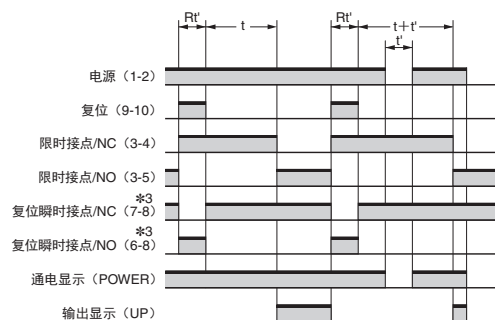 Rt' t Rt' t+t'
t'
电源（1-2）
复位（9-10）
限时接点/NC（3-4）
限时接点/NO（3-5）
*3
复位瞬时接点/NC（7-8）
*3
复位瞬时接点/NO（6-8）
通电显示（POWER）
输出显示（UP）